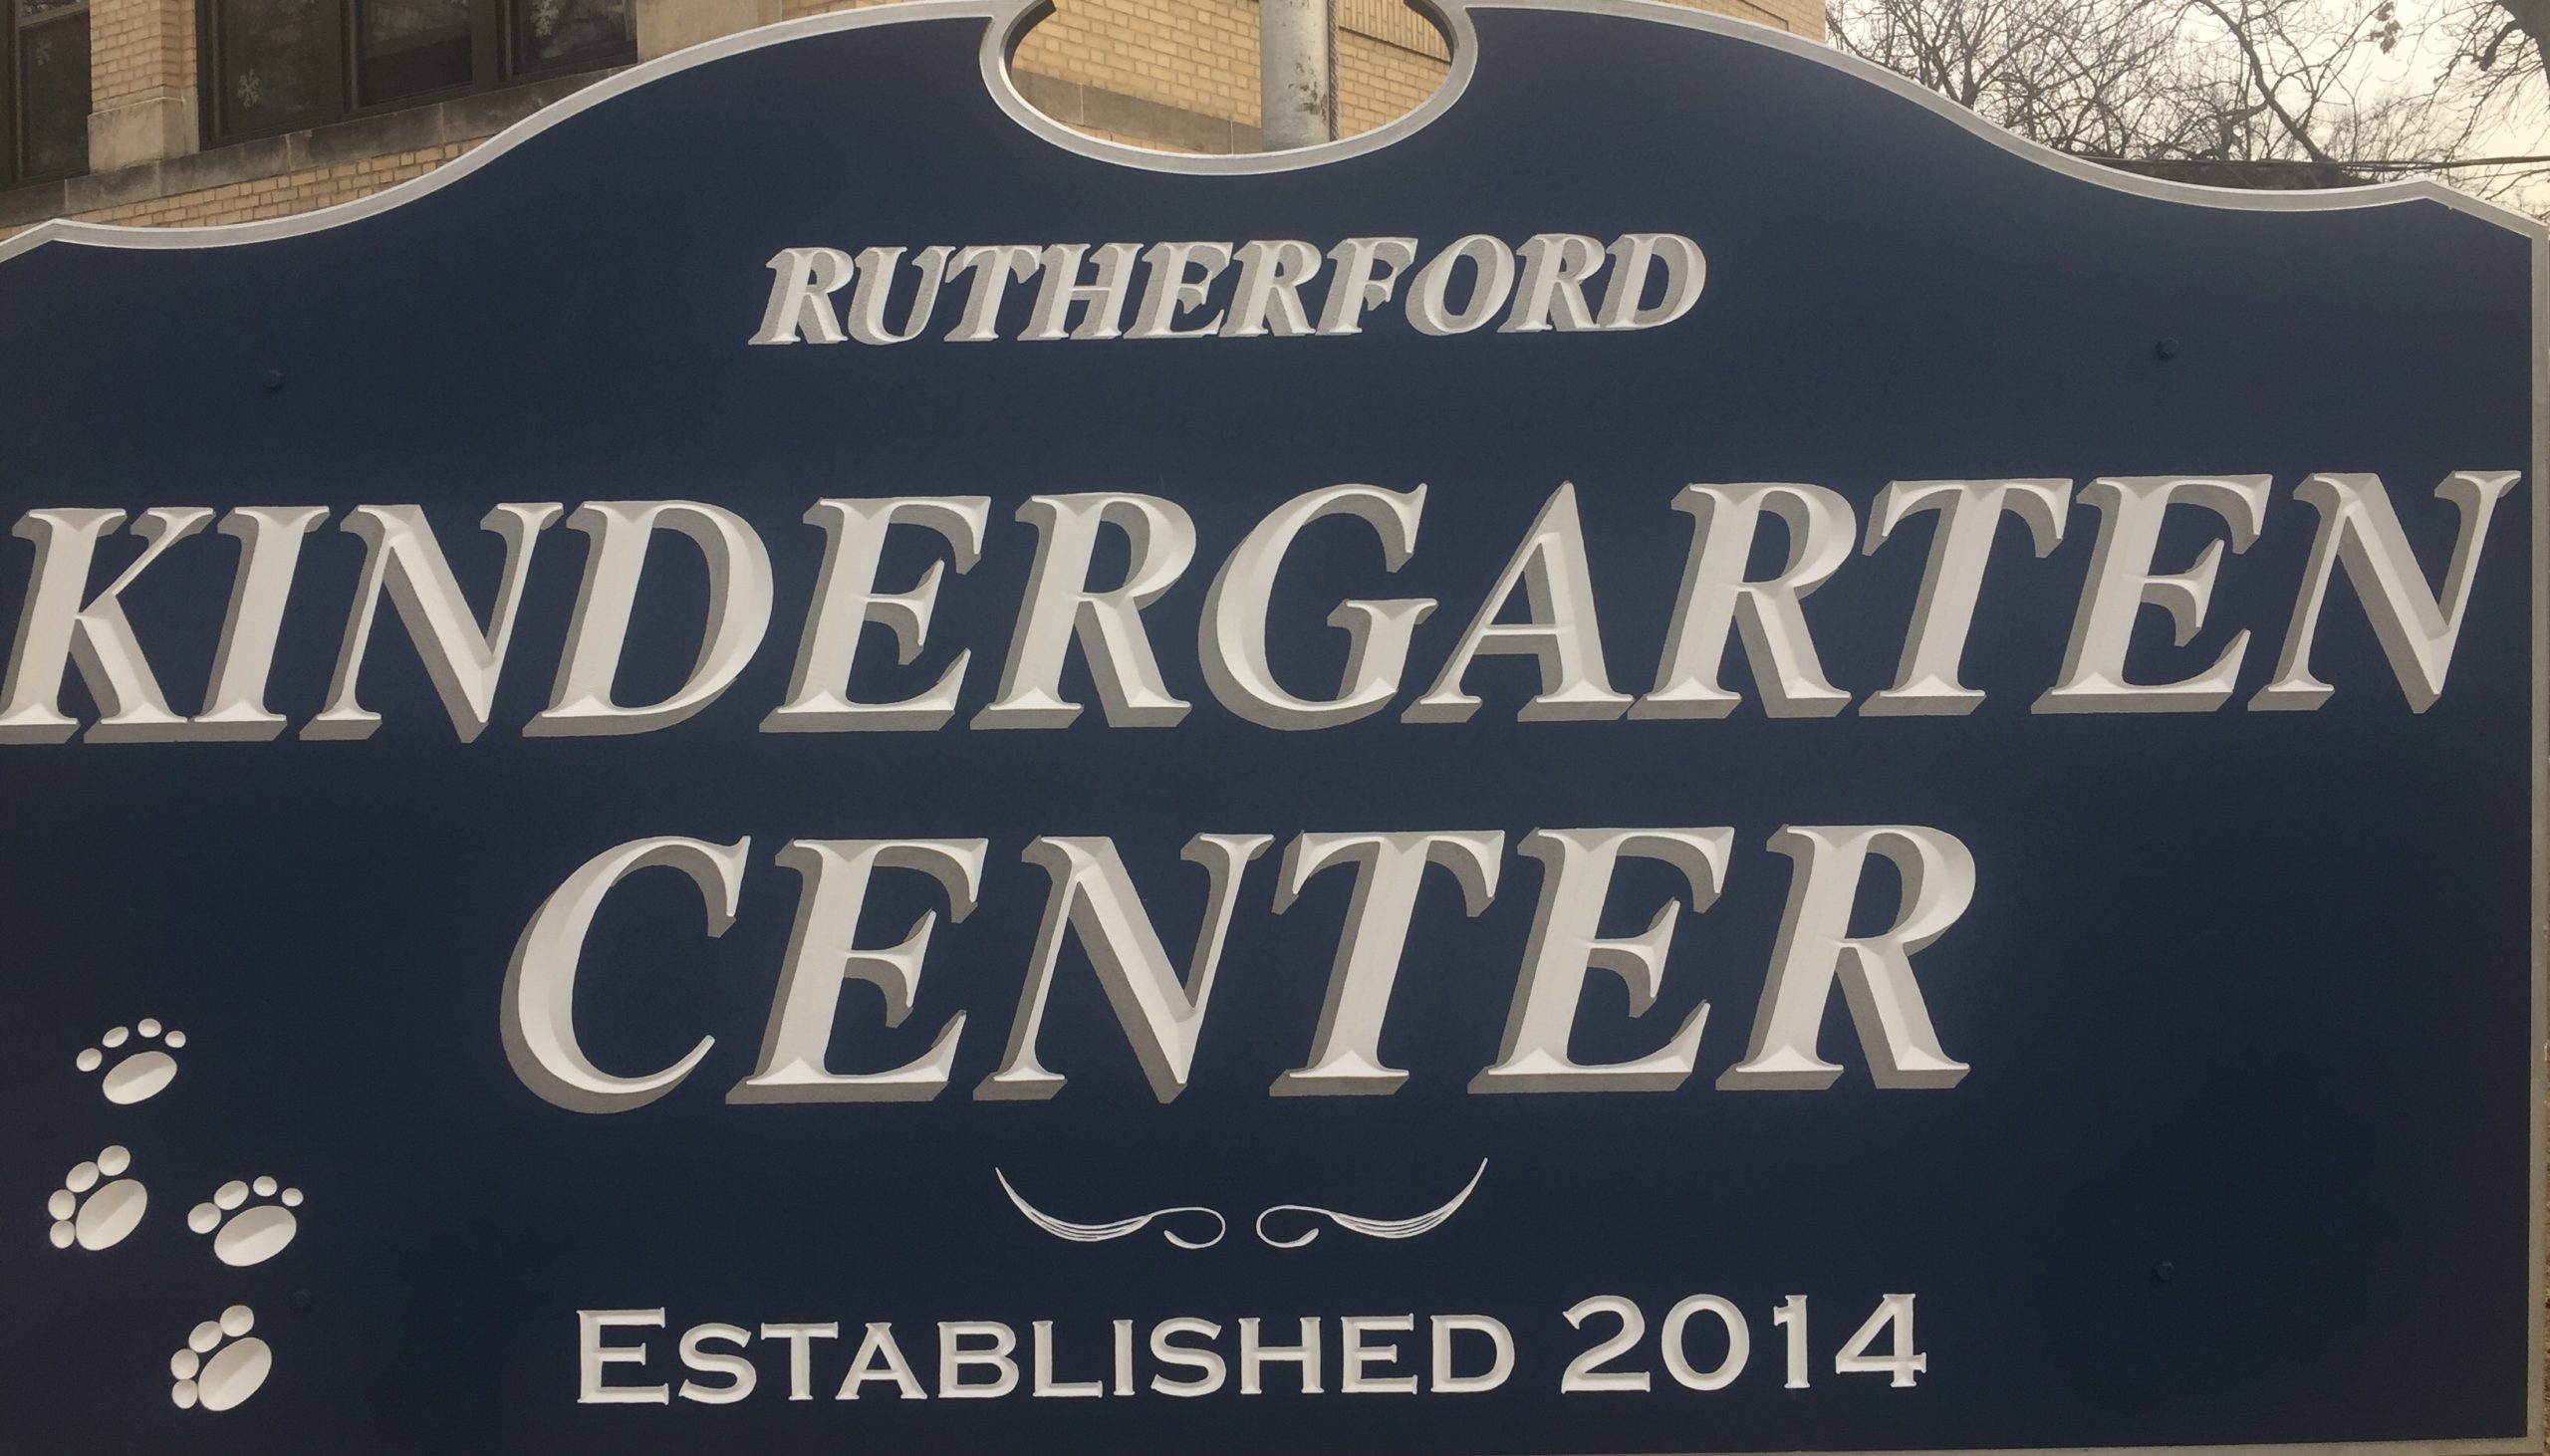 RUTHERFORD
KINDERGARTEN
CENTER
ESTABLISHED 2014